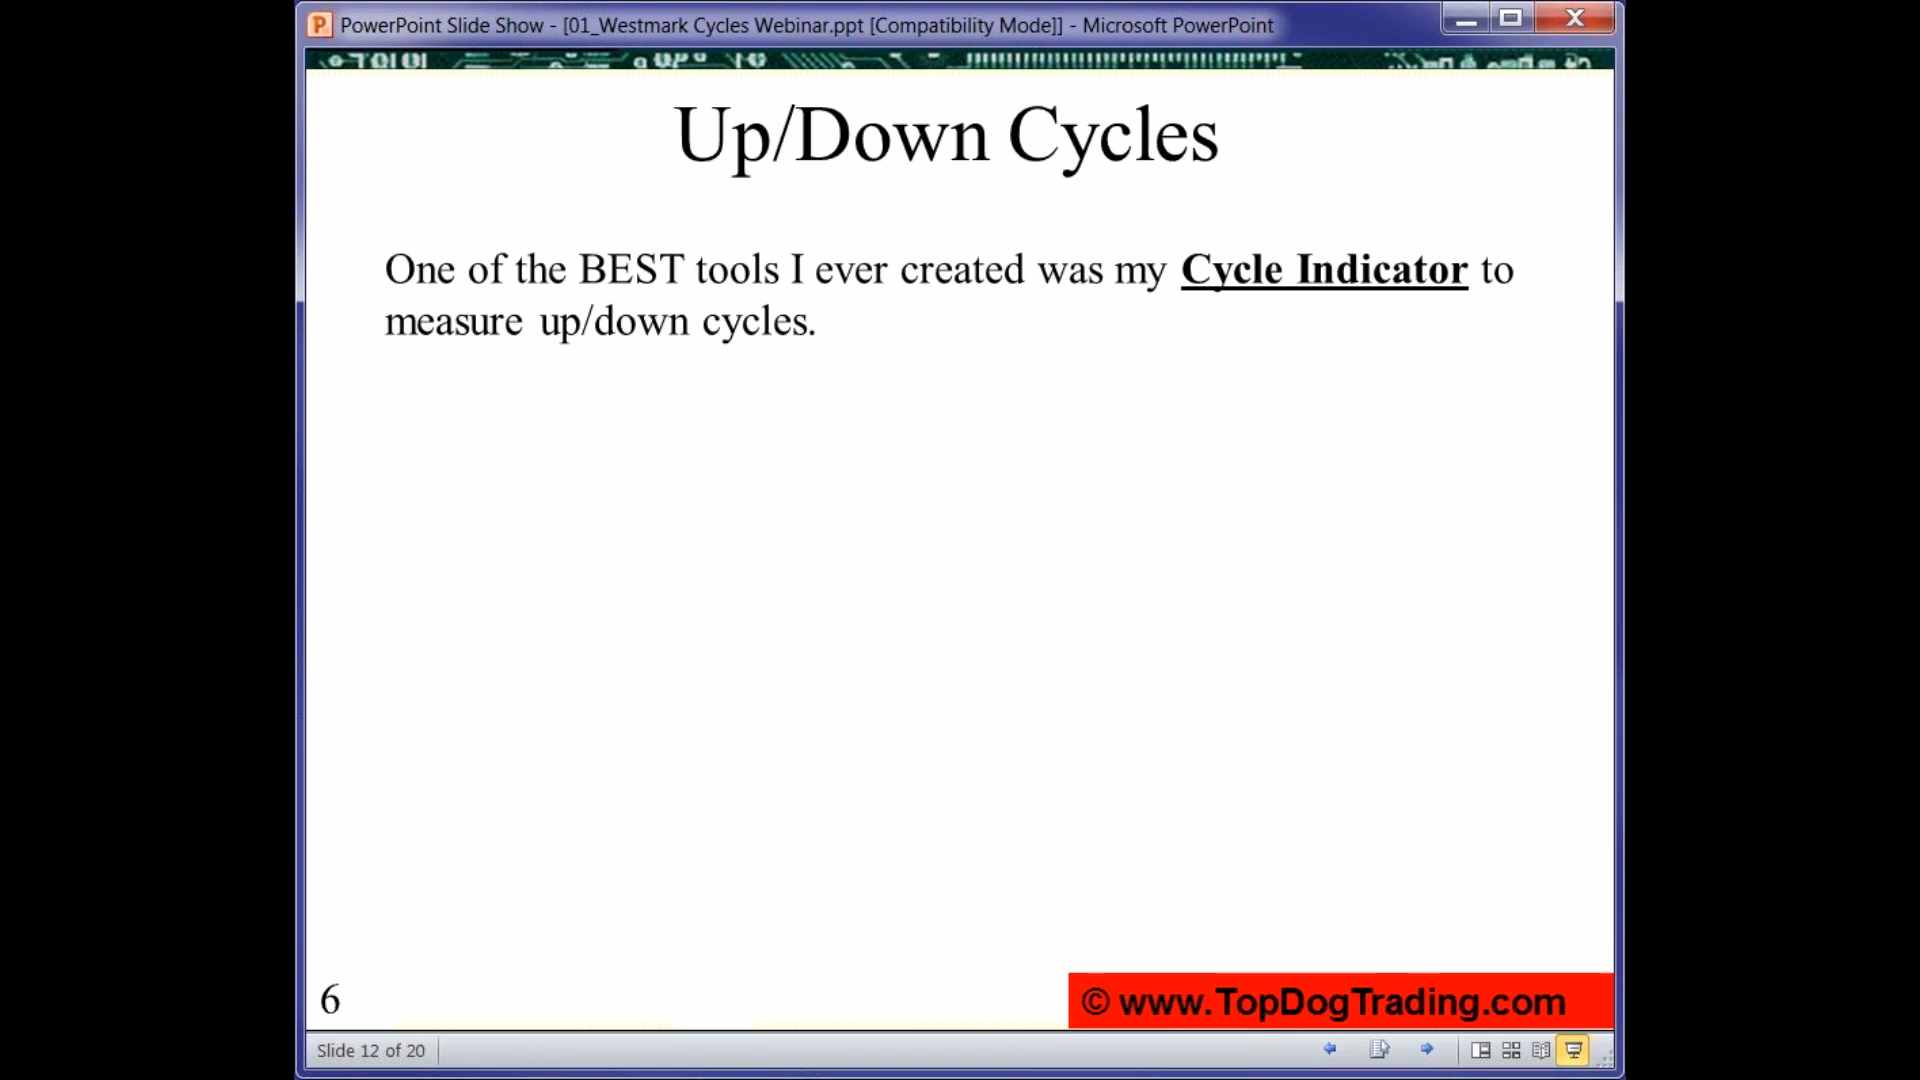 PowerPoint Slide Show - [01_Westmark Cycles Webinar.ppt [Compatibility Mode]] - Microsoft PowerPoint
Up/Down Cycles
One of the BEST tools I ever created was my Cycle Indicator to
measure up/down cycles.
6
© www.TopDogTrading.com
Slide 12 of 20